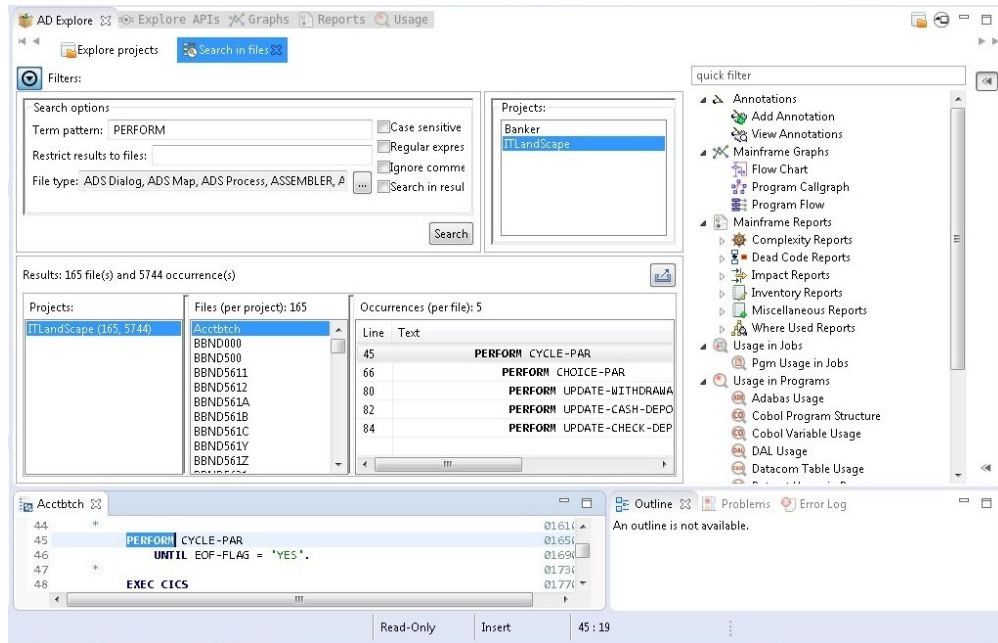 AD Explore Explore APIs Graphs Reports Usage
Explore projects Search in files
Filters:
Search options
Term pattern: PERFORM
Restrict results to files:
File type: ADS Dialog, ADS Map, ADS Process, ASSEMBLER, A ...
Case sensitive
Regular expres
Ignore comme
Search in resul
Search
Projects:
Banker
ITLandScape
Results: 165 file(s) and 5744 occurrence(s)
Projects:
ITLandScape (165, 5744)
Files (per project): 165
Acctbtch
BBND000
BBND500
BBND5611
BBND5612
BBND561A
BBND561B
BBND561C
BBND561Y
BBND561Z
Occurrences (per file): 5
Line Text
45 PERFORM CYCLE-PAR
66 PERFORM CHOICE-PAR
80 PERFORM UPDATE-WITHDRAWA
82 PERFORM UPDATE-CASH-DEPO
84 PERFORM UPDATE-CHECK-DEP
quick filter
Annotations
Add Annotation
View Annotations
Mainframe Graphs
Flow Chart
Program Callgraph
Program Flow
Mainframe Reports
Complexity Reports
Dead Code Reports
Impact Reports
Inventory Reports
Miscellaneous Reports
Where Used Reports
Usage in Jobs
Pgm Usage in Jobs
Usage in Programs
Adabas Usage
Cobol Program Structure
Cobol Variable Usage
DAL Usage
Datacom Table Usage
Acctbtch
44 * 0161
45 PERFORM CYCLE-PAR 0165
46 UNTIL EOF-FLAG = 'YES'. 0169
47 * 0173
48 EXEC CICS 0177
Outline Problems Error Log
An outline is not available.
Read-Only Insert 45 : 19